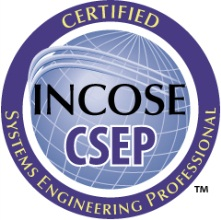 CERTIFIED
INCOSE
CSEP
SYSTEMS ENGINEERING PROFESSIONAL
TM